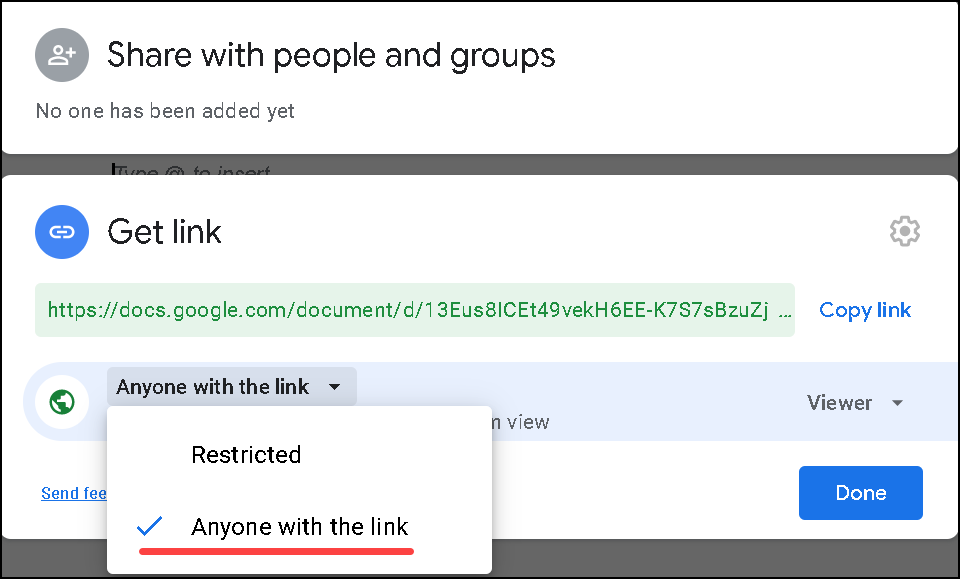 Share with people and groups
No one has been added yet
Type @ to insert
Get link
https://docs.google.com/document/d/13Eus8ICEt49vekH6EE-K7S7sBzuZj ...
Copy link
Anyone with the link
view
Viewer
Restricted
Send
Done
Anyone with the link